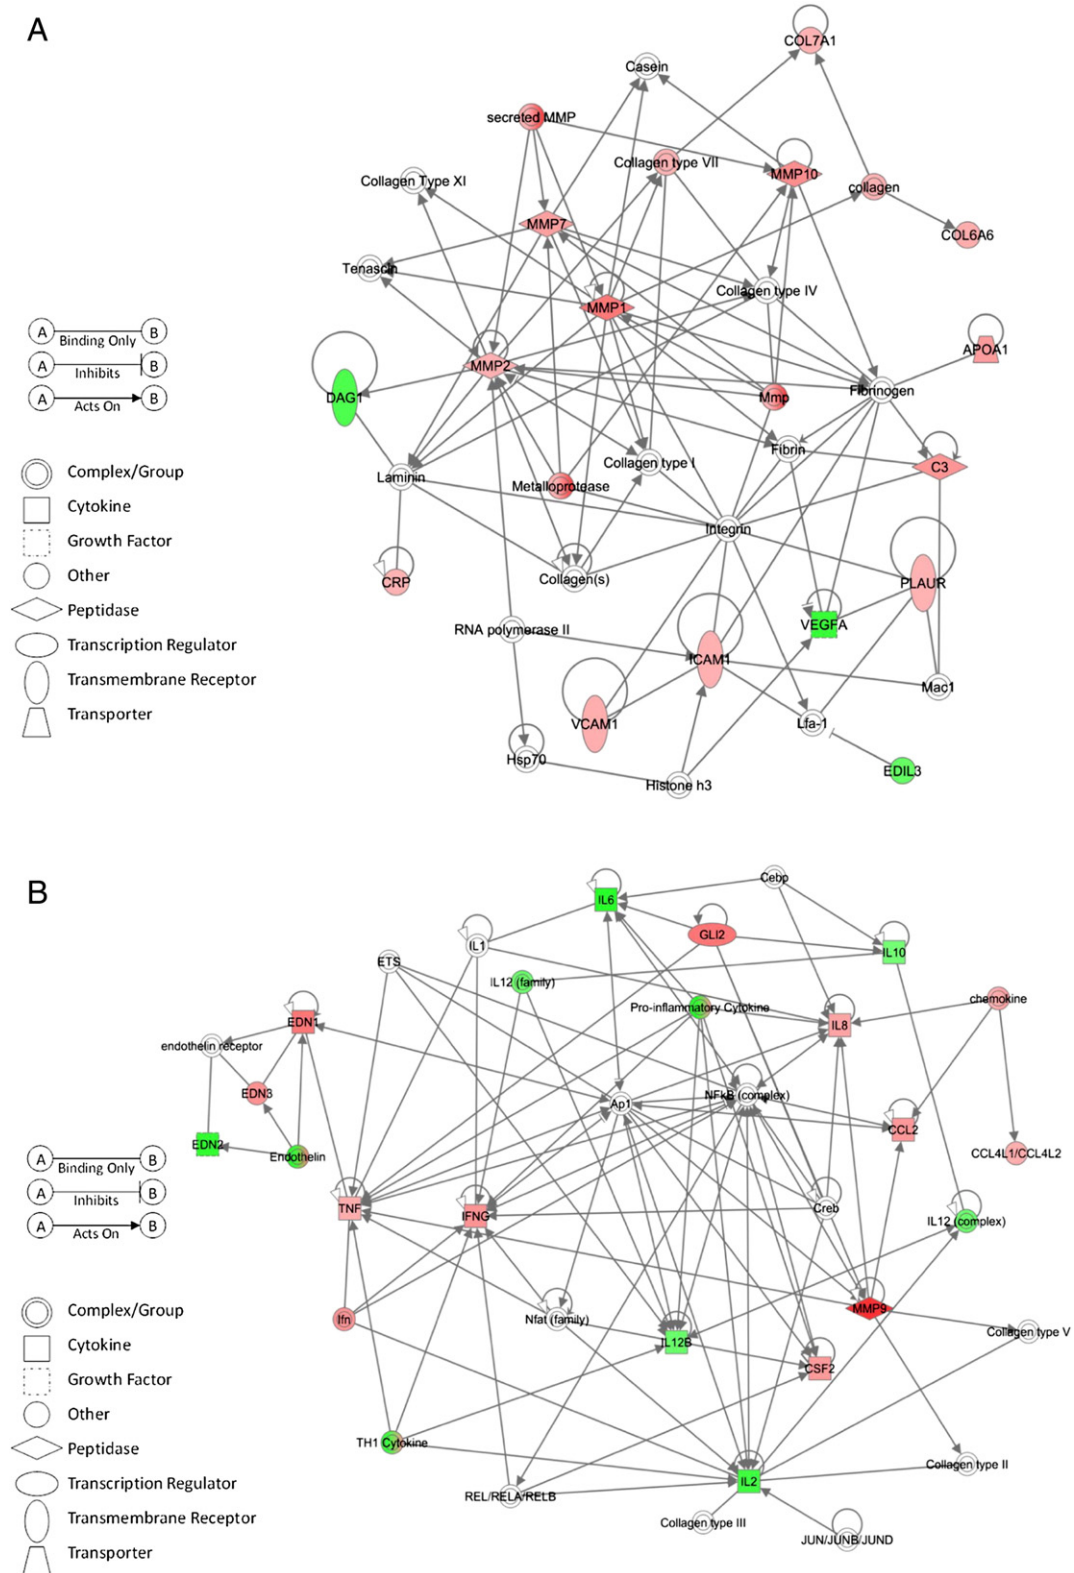 A
COL7A1
Casein
secreted MMP
Collagen type VII
MMP10
Collagen Type XI
collagen
MMP7
COL6A6
Tenascin
Collagen type IV
MMP1
A B
Binding Only
A B
Inhibits
A B
Acts On
APOA1
MMP2
Mmp
Fibrinogen
DAG1
Fibrin
Collagen type I
C3
Laminin
Metalloprotease
Integrin
Complex/Group
Cytokine
Growth Factor
Other
Peptidase
Transcription Regulator
Transmembrane Receptor
Transporter
CRP
Collagen(s)
PLAUR
VEGFA
RNA polymerase II
ICAM1
Mac1
VCAM1
Lfa-1
Hsp70
EDIL3
Histone h3
B
Cebp
IL6
GLI2
IL1
IL10
ETS
IL12 (family)
Pro-inflammatory Cytokine
chemokine
EDN1
IL8
endothelin receptor
EDN3
NFkB (complex)
Ap1
CCL2
EDN2
Endothelin
CCL4L1/CCL4L2
A B
Binding Only
A B
Inhibits
A B
Acts On
TNF
IFNG
Creb
IL12 (complex)
MMP9
Ifn
Nfat (family)
Collagen type V
IL12B
CSF2
Complex/Group
Cytokine
Growth Factor
Other
Peptidase
Transcription Regulator
Transmembrane Receptor
Transporter
TH1 Cytokine
Collagen type II
IL2
REL/RELA/RELB
Collagen type III
JUN/JUNB/JUND